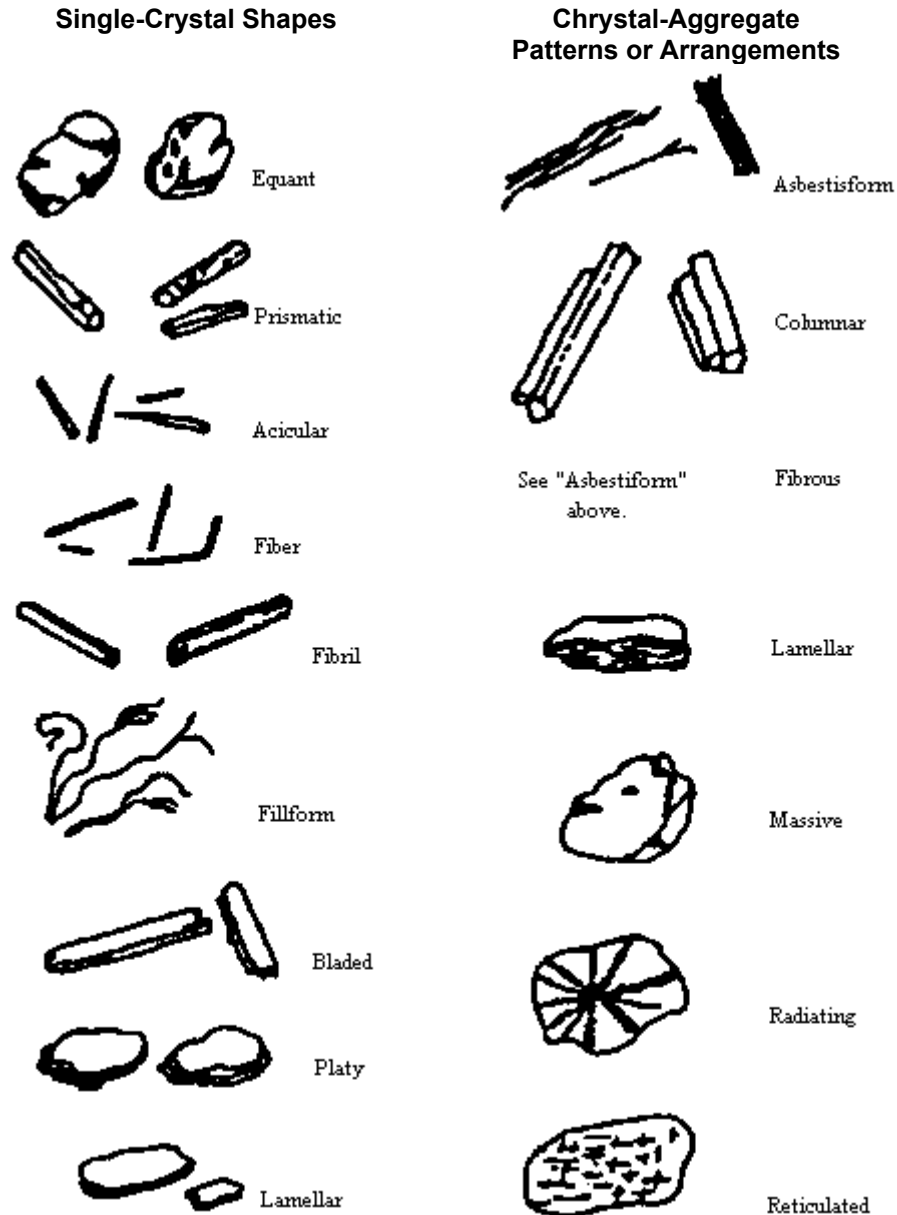 Single-Crystal Shapes
Equant
Prismatic
Acicular
Fiber
Fibril
Fillform
Bladed
Platy
Lamellar
Chrystal-Aggregate
Patterns or Arrangements
Asbestisform
Columnar
See "Asbestiform"
above.
Fibrous
Lamellar
Massive
Radiating
Reticulated